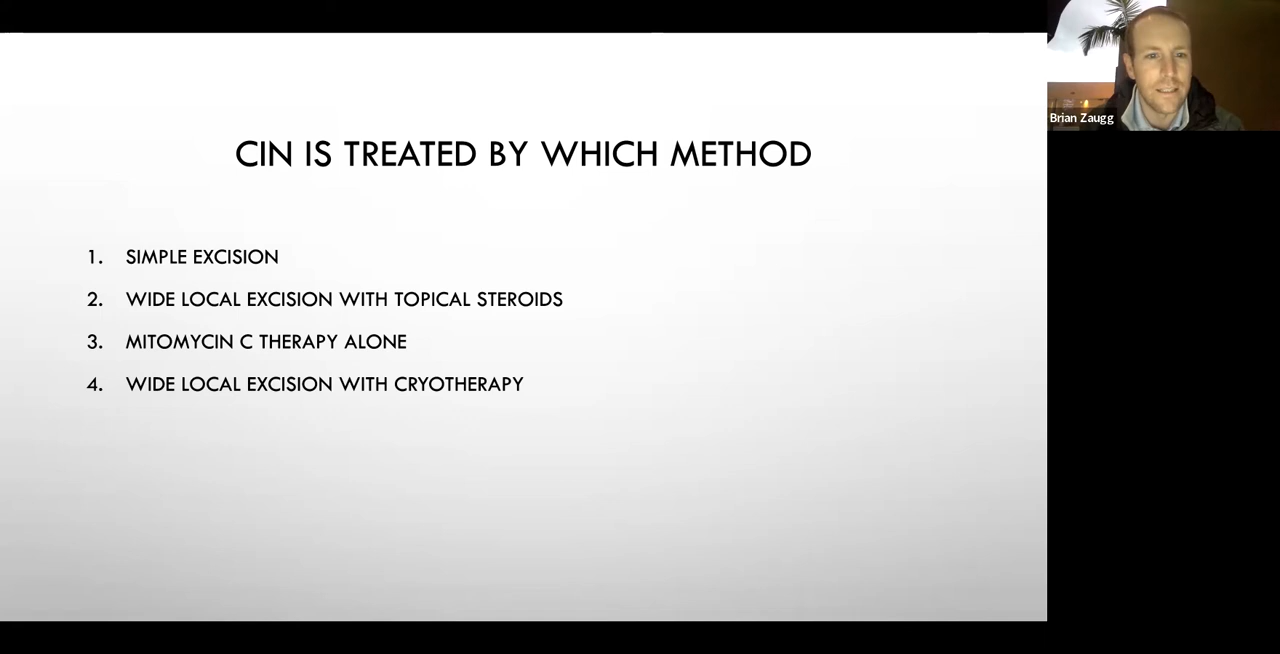 CIN IS TREATED BY WHICH METHOD
1. SIMPLE EXCISION
2. WIDE LOCAL EXCISION WITH TOPICAL STEROIDS
3. MITOMYCIN C THERAPY ALONE
4. WIDE LOCAL EXCISION WITH CRYOTHERAPY
Brian Zaugg